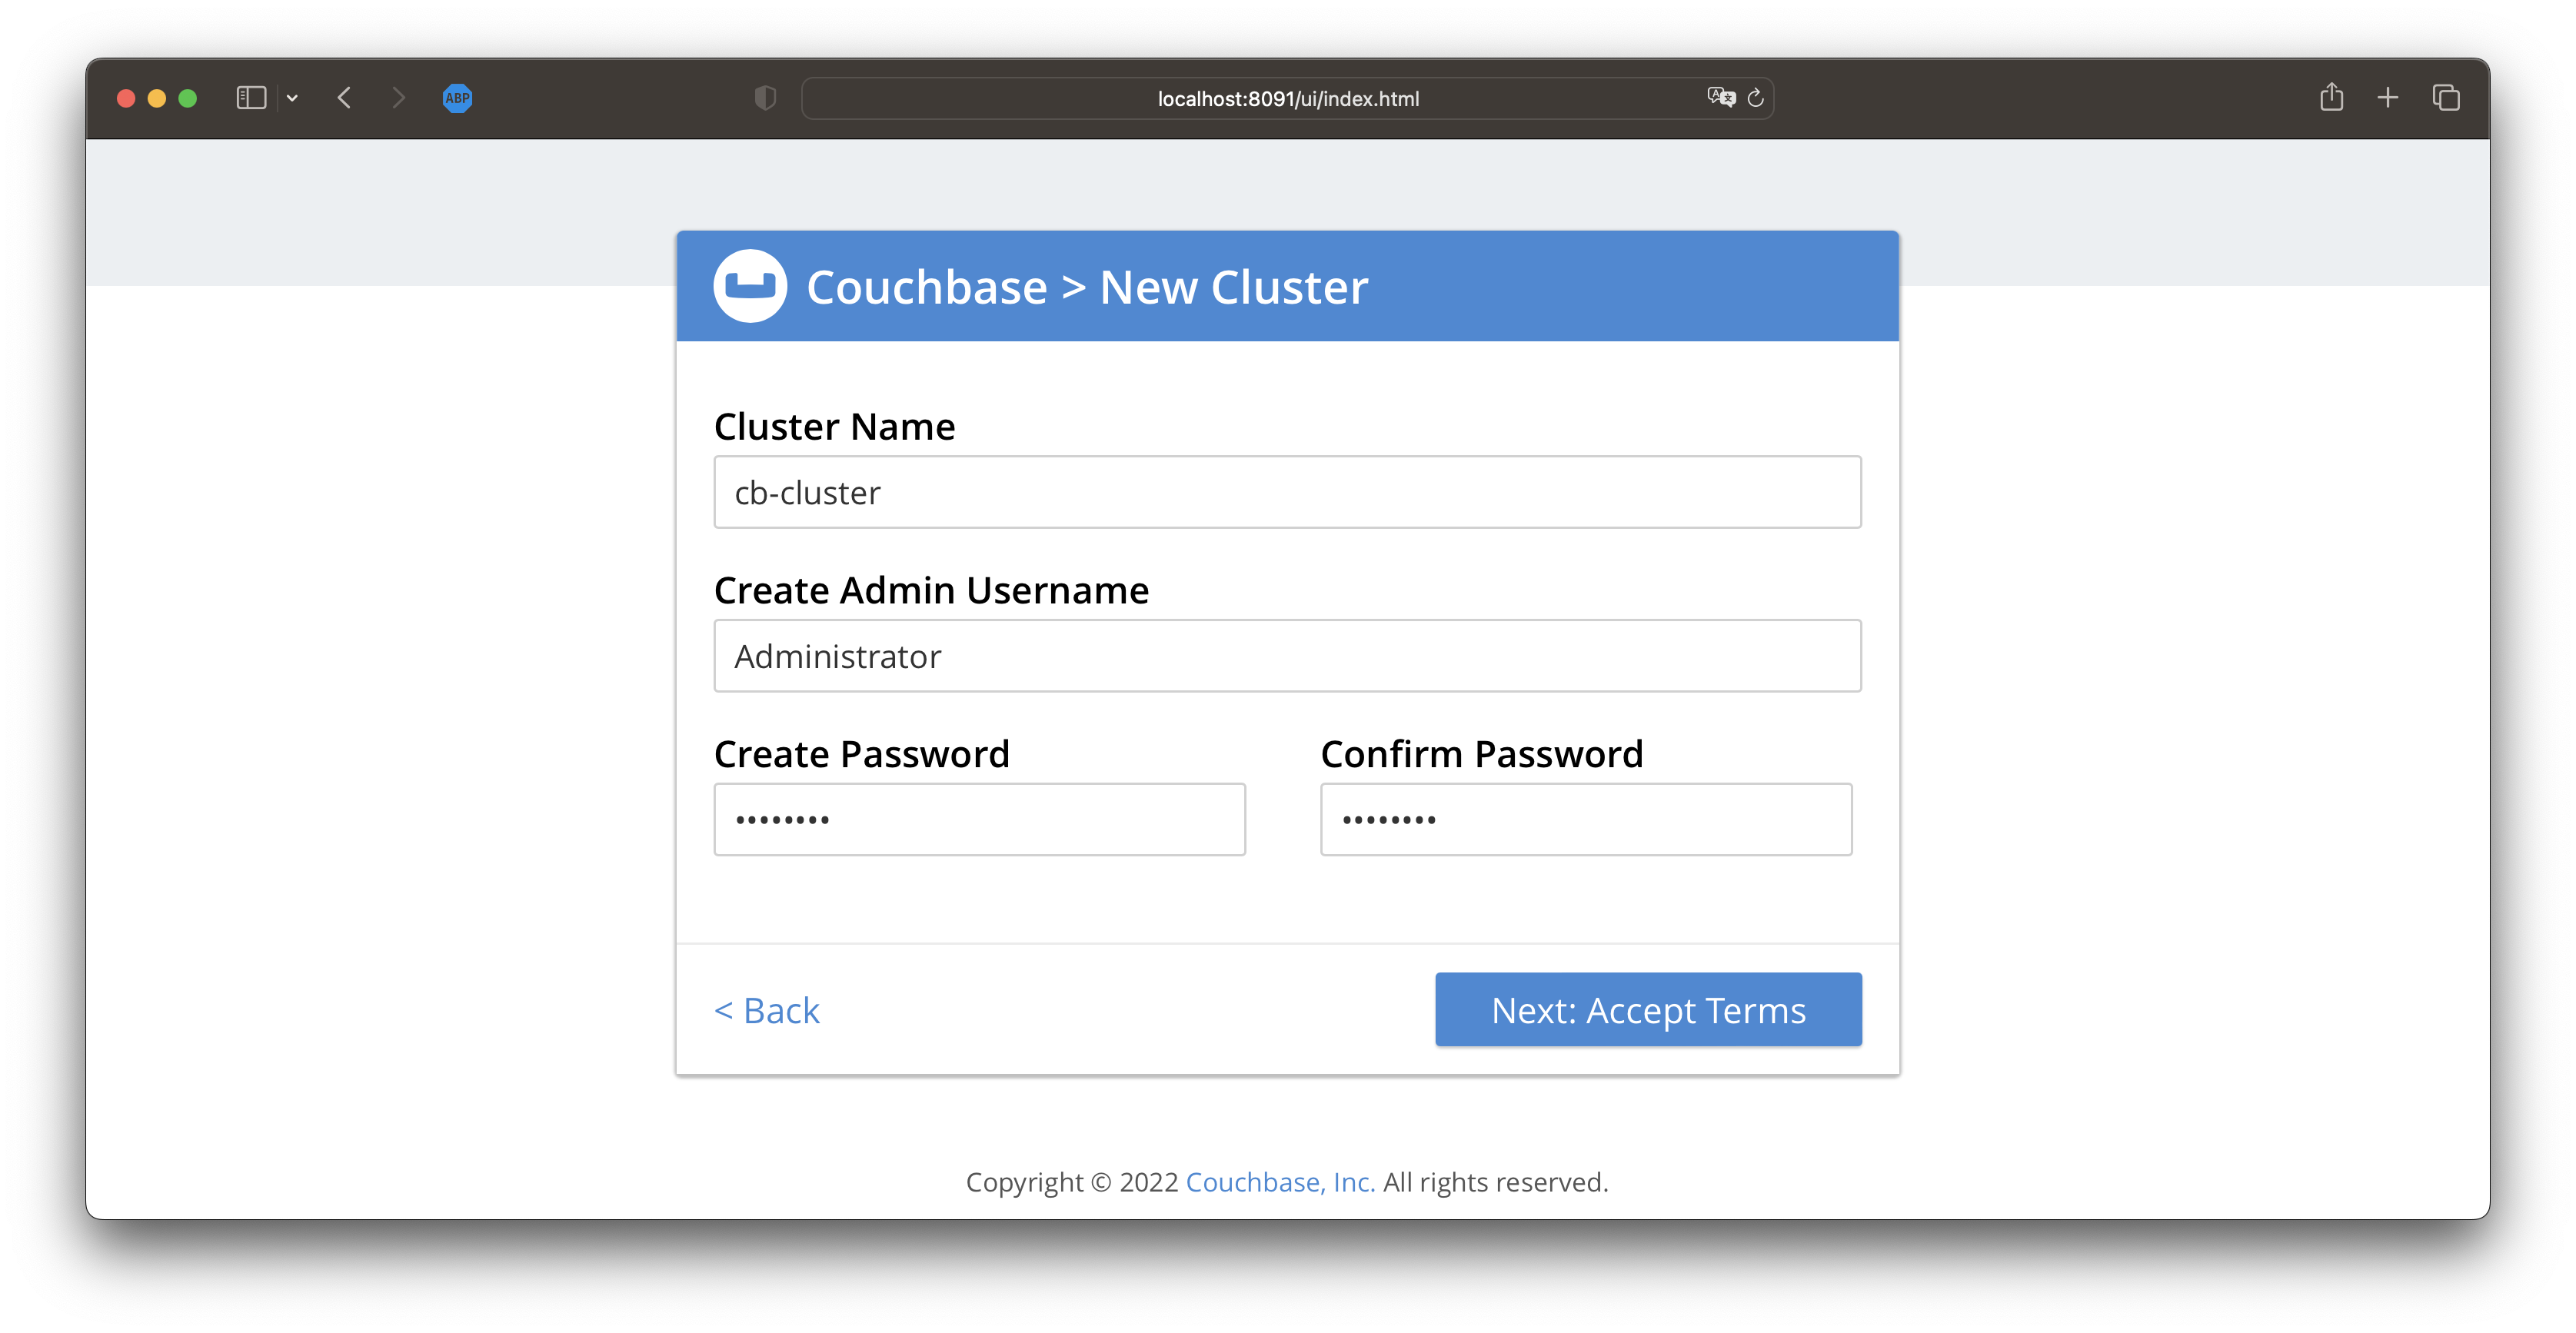 ABP
localhost:8091/ui/index.html
Couchbase > New Cluster
Cluster Name
cb-cluster
Create Admin Username
Administrator
Create Password
Confirm Password
••••••••
••••••••
< Back
Next: Accept Terms
Copyright © 2022 Couchbase, Inc. All rights reserved.